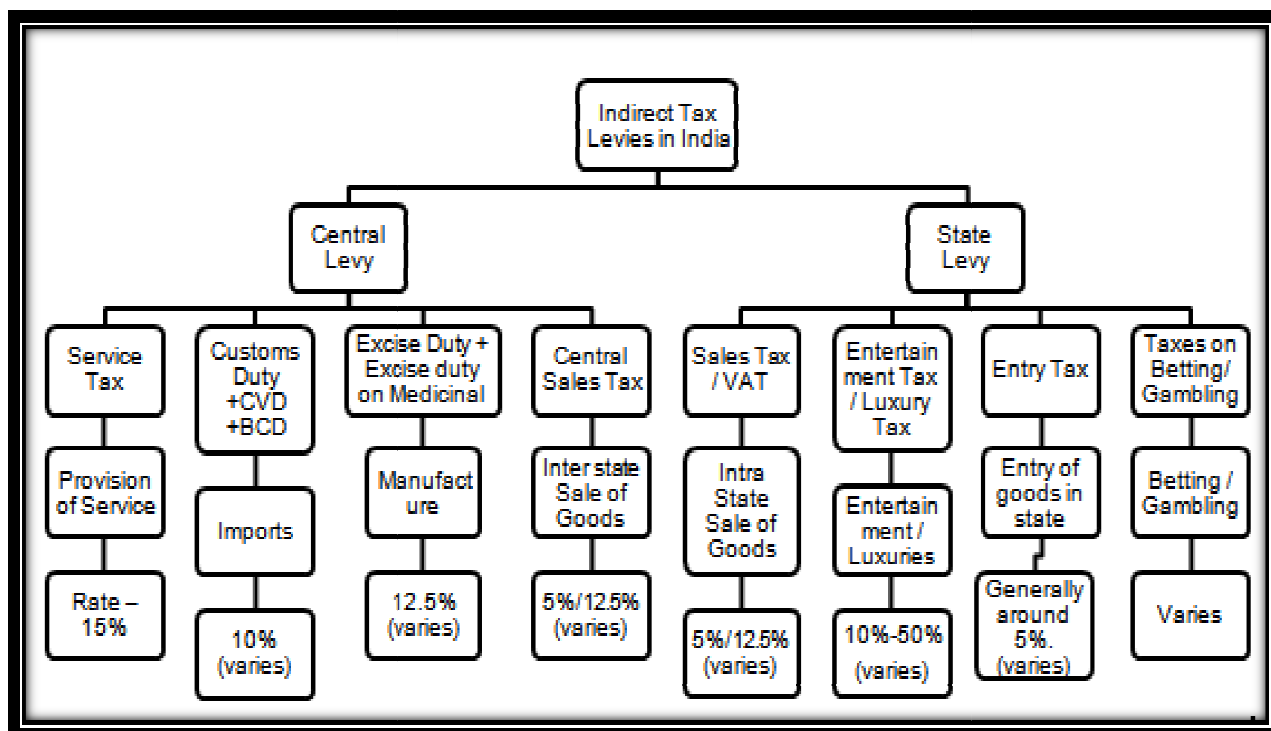 Indirect Tax
Levies in India
Central
Levy
State
Levy
Service
Tax
Customs
Duty
+CVD
+BCD
Excise Duty +
Excise duty
on Medicinal
Central
Sales Tax
Sales Tax
/ VAT
Entertain
ment Tax
/ Luxury
Tax
Entry Tax
Taxes on
Betting/
Gambling
Provision
of Service
Imports
Manufact
ure
Inter state
Sale of
Goods
Intra
State
Sale of
Goods
Entertain
ment /
Luxuries
Entry of
goods in
state
Betting /
Gambling
Rate –
15%
10%
(varies)
12.5%
(varies)
5%/12.5%
(varies)
5%/12.5%
(varies)
10%-50%
(varies)
Generally
around
5%.
(varies)
Varies